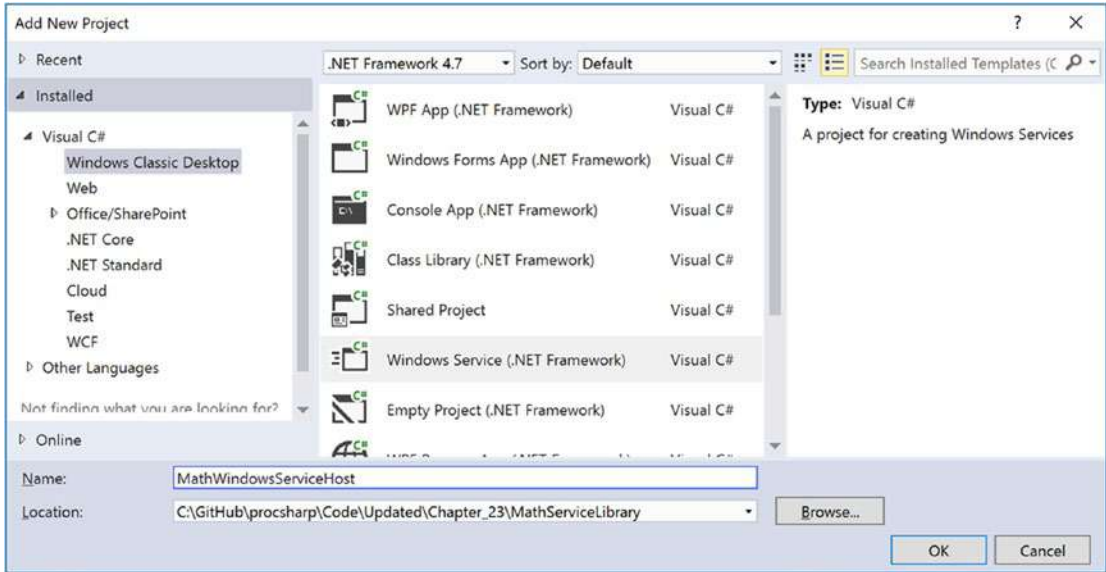 Add New Project ? ×
Recent
.NET Framework 4.7 Sort by: Default Search Installed Templates (C
Installed
Visual C#
Windows Classic Desktop
Web
Office/SharePoint
.NET Core
.NET Standard
Cloud
Test
WCF
Other Languages
Not finding what you are looking for?
Online
WPF App (.NET Framework) Visual C#
Windows Forms App (.NET Framework) Visual C#
Console App (.NET Framework) Visual C#
Class Library (.NET Framework) Visual C#
Shared Project Visual C#
Windows Service (.NET Framework) Visual C#
Empty Project (.NET Framework) Visual C#
Type: Visual C#
A project for creating Windows Services
Name: MathWindowsServiceHost
Location: C:\GitHub\procsharp\Code\Updated\Chapter_23\MathServiceLibrary Browse...
OK Cancel